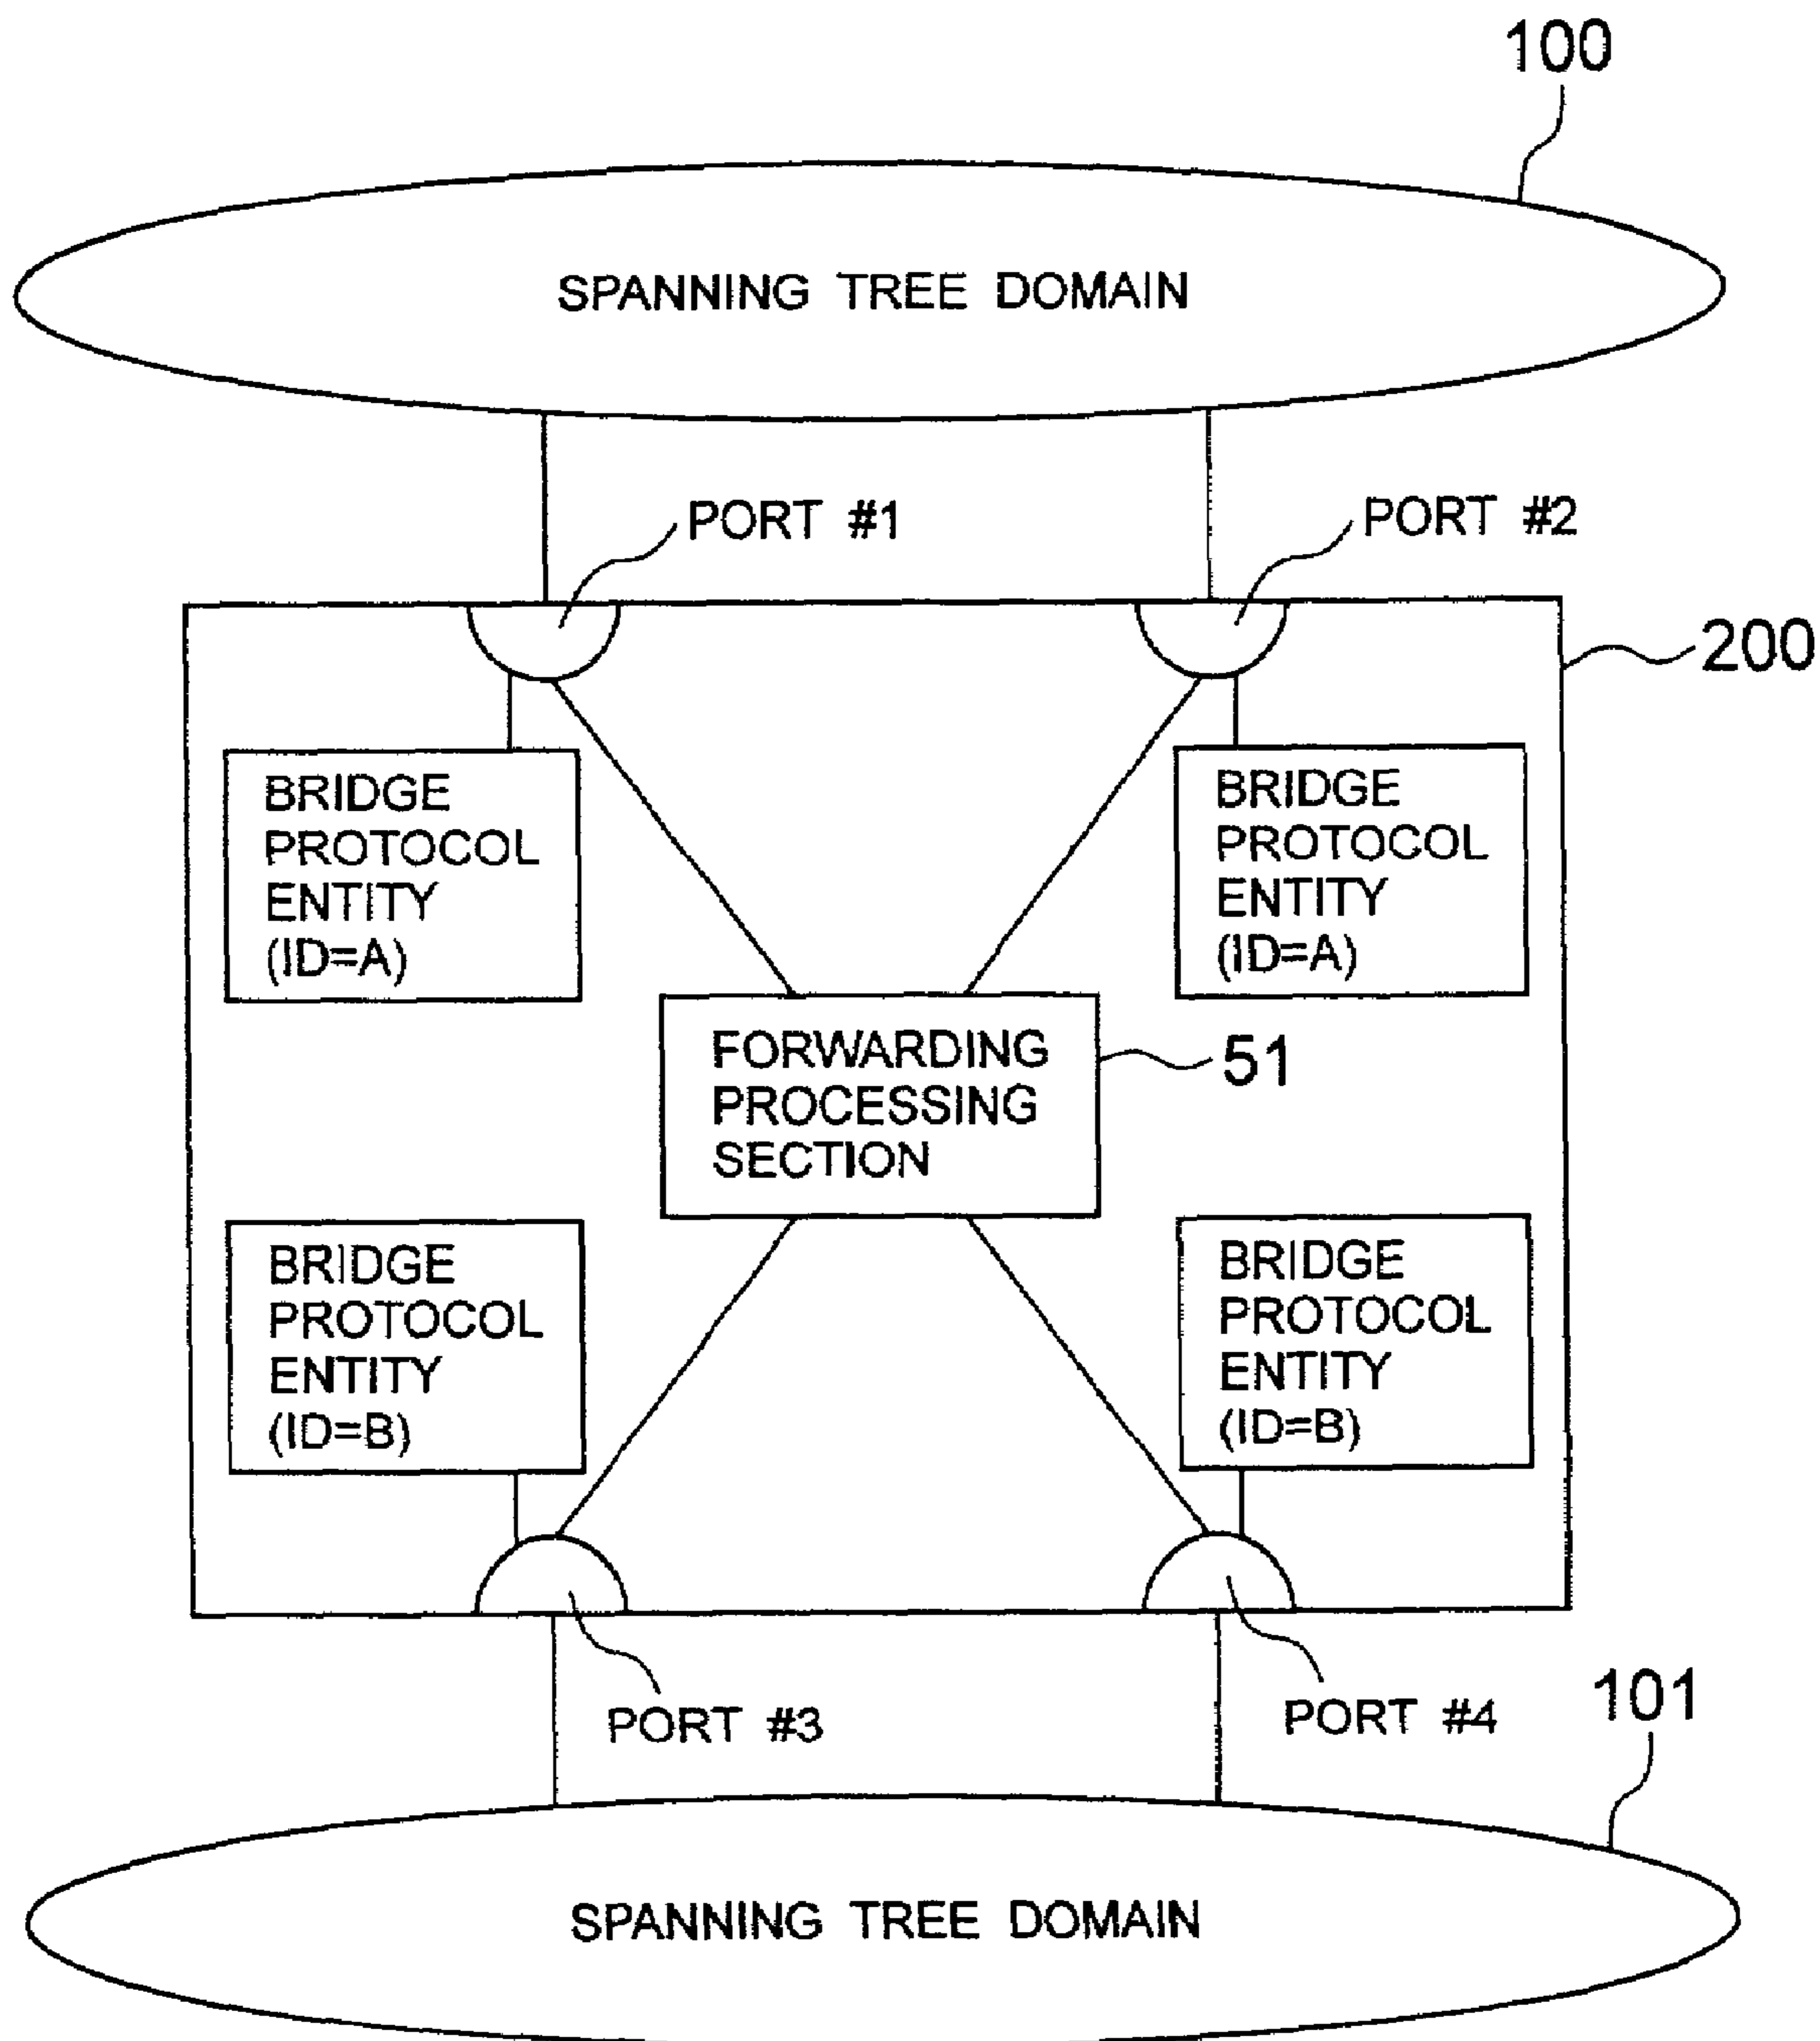 100
SPANNING TREE DOMAIN
PORT #1
PORT #2
200
BRIDGE
PROTOCOL
ENTITY
(ID=A)
BRIDGE
PROTOCOL
ENTITY
(ID=A)
FORWARDING
PROCESSING
SECTION
51
BRIDGE
PROTOCOL
ENTITY
(ID=B)
BRIDGE
PROTOCOL
ENTITY
(ID=B)
PORT #3
PORT #4
101
SPANNING TREE DOMAIN